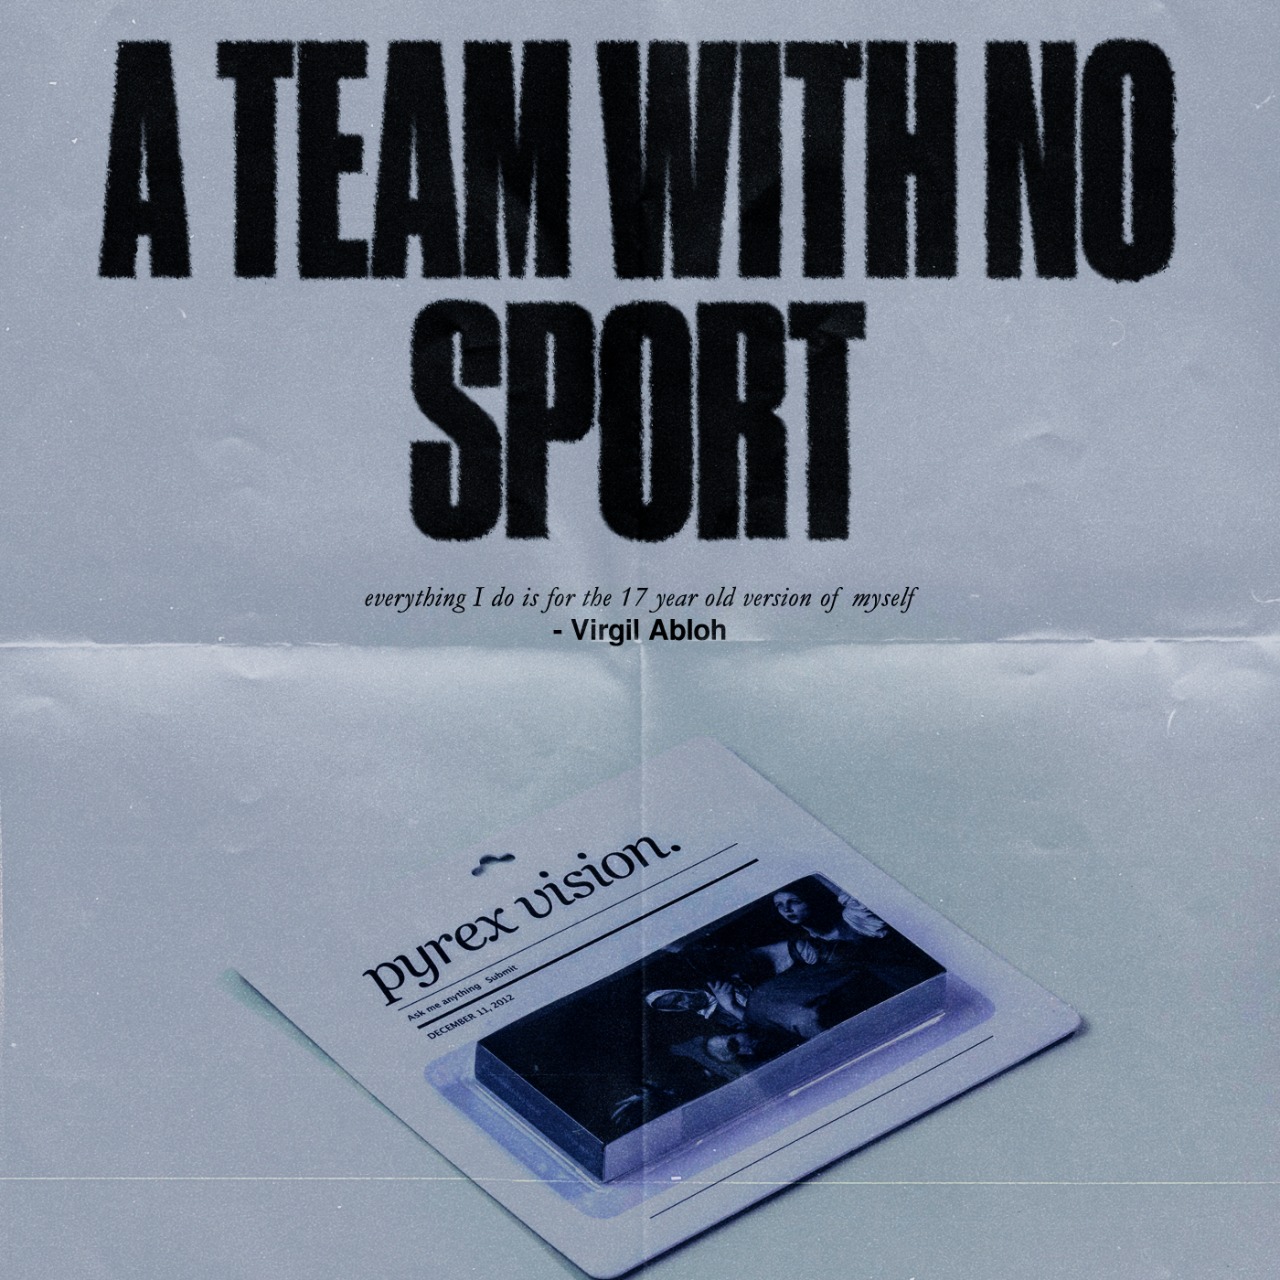 A TEAM WITH NO
SPORT
everything I do is for the 17 year old version of myself
- Virgil Abloh
pyrex vision.
Ask me anything Submit
DECEMBER 11, 2012